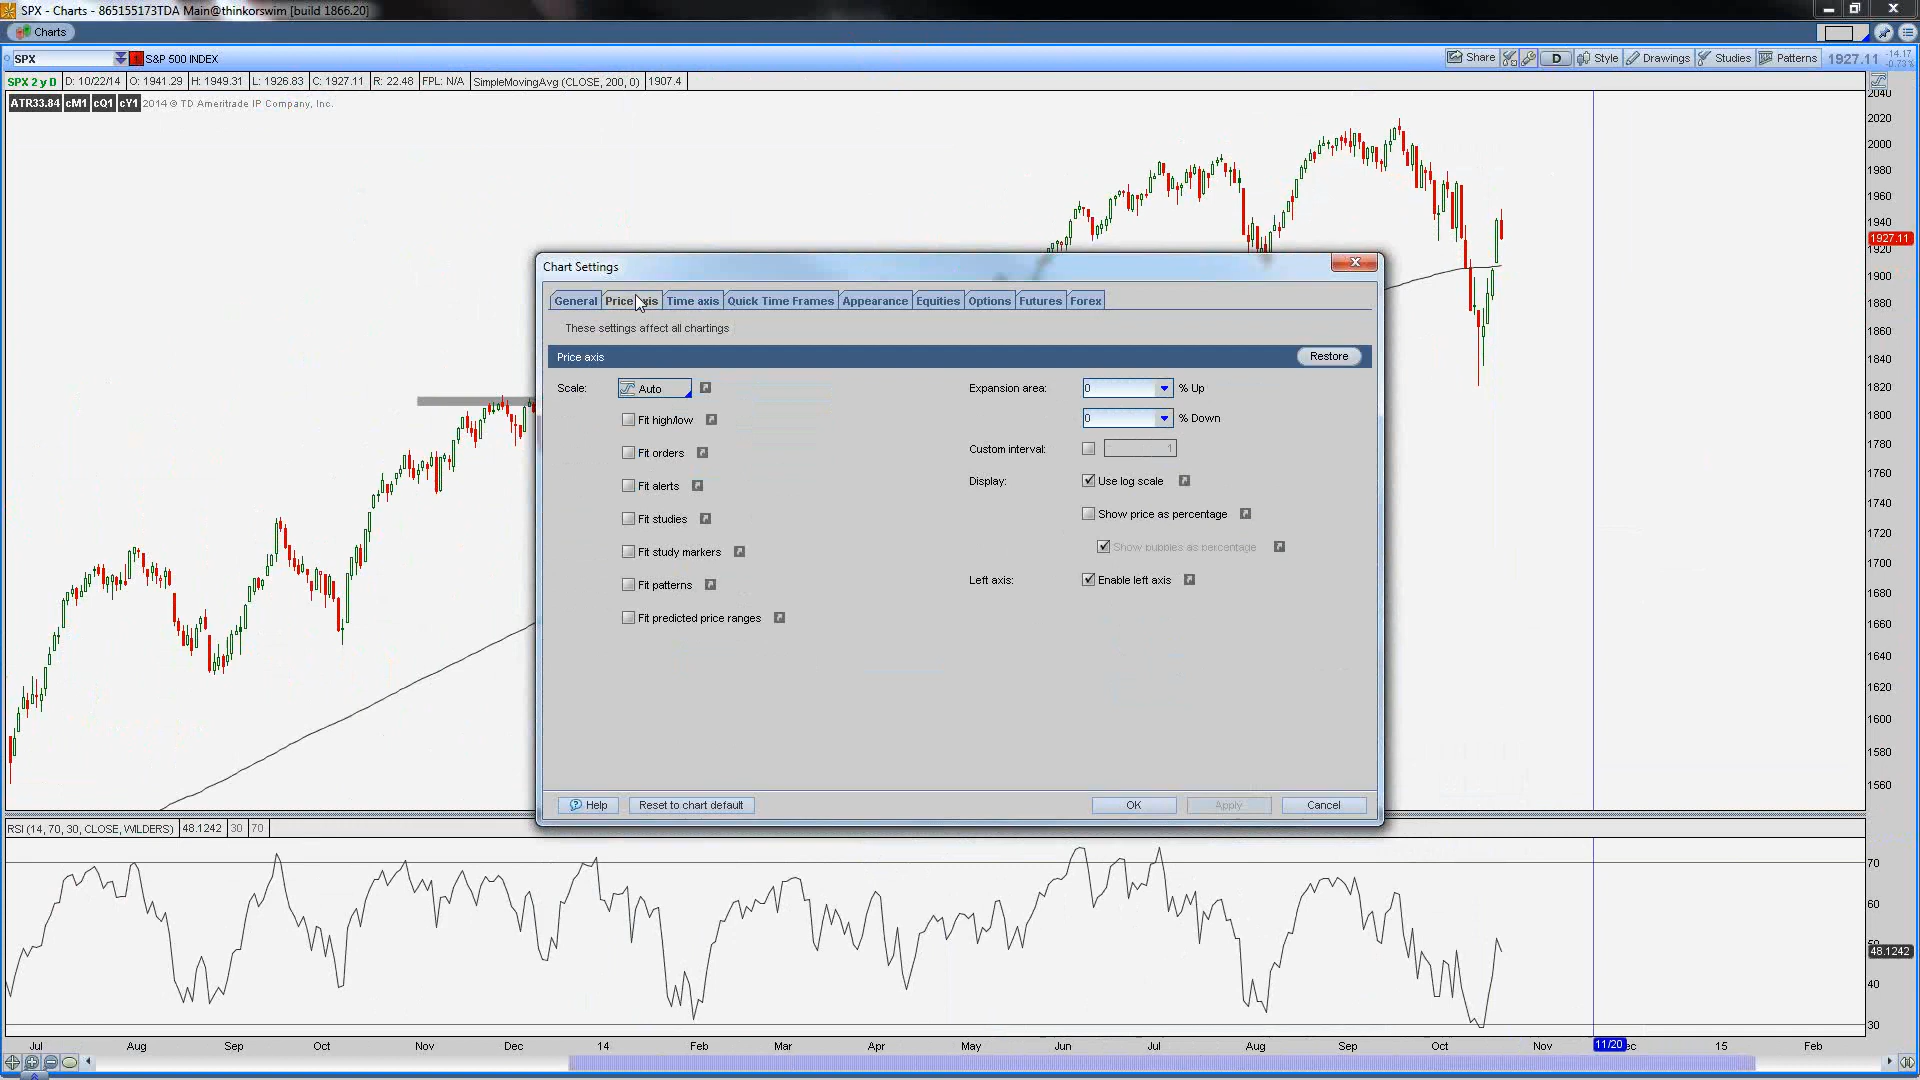 SPX - Charts - 865155173TDA Main@thinkorswim [build 1866.20]
Charts
SPX S&P 500 INDEX Share D Style Drawings Studies Patterns 1927.11 -14.17 -0.73%
SPX 2 y D D: 10/22/14 O: 1941.29 H: 1949.31 L: 1926.83 C: 1927.11 R: 22.48 FPL: N/A SimpleMovingAvg (CLOSE, 200, 0) 1907.4
ATR33.84 cM1 cQ1 cY1 2014 © TD Ameritrade IP Company, Inc.
2040
2020
2000
1980
1960
1940
1927.11
1920
1900
1880
1860
1840
1820
1800
1780
1760
1740
1720
1700
1680
1660
1640
1620
1600
1580
1560
Chart Settings
General Price axis Time axis Quick Time Frames Appearance Equities Options Futures Forex
These settings affect all chartings
Price axis Restore
Scale: Auto Expansion area: 0 % Up
Fit high/low 0 % Down
Fit orders Custom interval: 1
Fit alerts Display: Use log scale
Fit studies Show price as percentage
Fit study markers Show bubbles as percentage
Fit patterns Left axis: Enable left axis
Fit predicted price ranges
Help Reset to chart default OK Apply Cancel
RSI (14, 70, 30, CLOSE, WILDERS) 48.1242 30 70
70
60
50
48.1242
40
30
Jul Aug Sep Oct Nov Dec 14 Feb Mar Apr May Jun Jul Aug Sep Oct Nov 11/20 ec 15 Feb